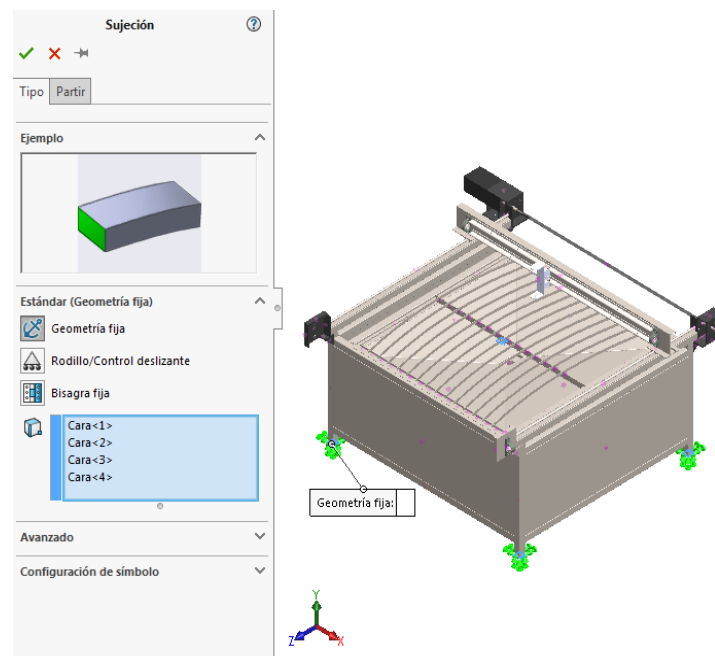 Sujeción
Tipo
Partir
Ejemplo
Estándar (Geometría fija)
Geometría fija
Rodillo/Control deslizante
Bisagra fija
Cara<1>
Cara<2>
Cara<3>
Cara<4>
Avanzado
Configuración de símbolo
Geometría fija:
Y
Z
X